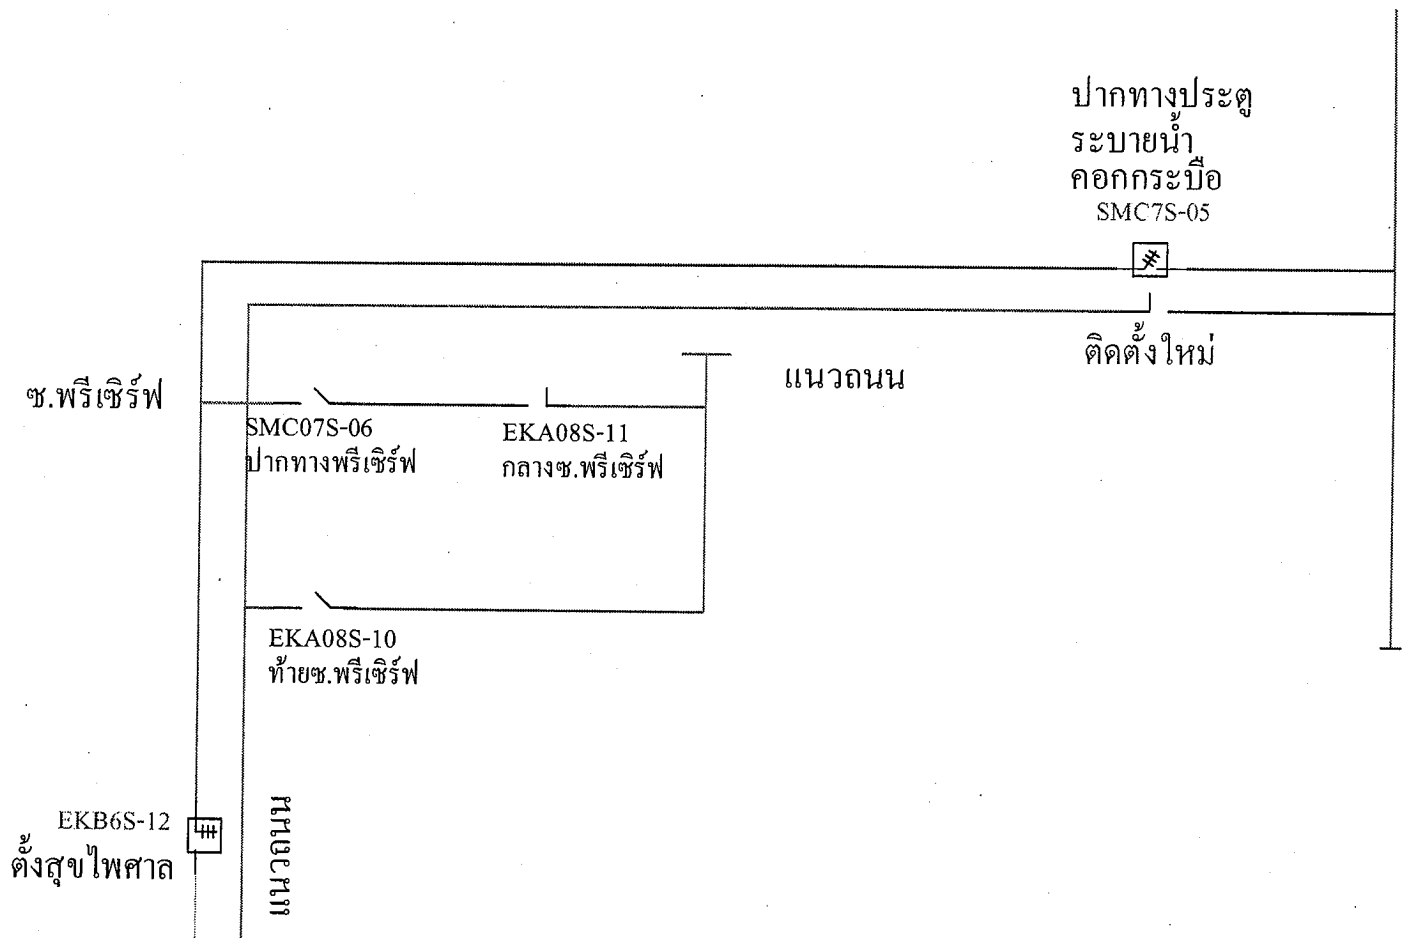 ปากทางประตู
ระบายน้ำ
คอกกระบือ
SMC7S-05
ติดตั้งใหม่
แนวถนน
ซ.พรีเซิร์ฟ
SMC07S-06
ปากทางพรีเซิร์ฟ
EKA08S-11
กลางซ.พรีเซิร์ฟ
EKA08S-10
ท้ายซ.พรีเซิร์ฟ
EKB6S-12
ตั้งสุขไพศาล
แนวถนน